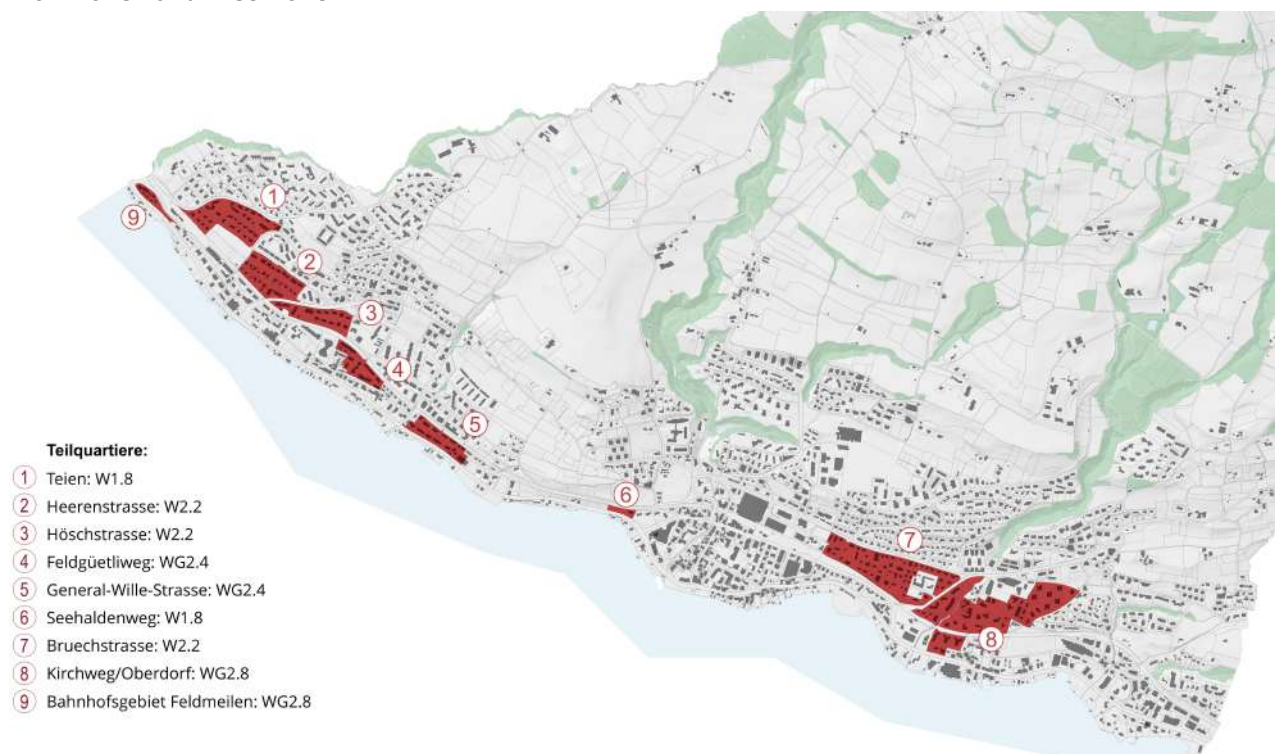 9
1
2
3
4
5
6
7
8
Teilquartiere:
1 Teien: W1.8
2 Heerenstrasse: W2.2
3 Höschstrasse: W2.2
4 Feldgüetliweg: WG2.4
5 General-Wille-Strasse: WG2.4
6 Seehaldenweg: W1.8
7 Bruechstrasse: W2.2
8 Kirchweg/Oberdorf: WG2.8
9 Bahnhofsgebiet Feldmeilen: WG2.8